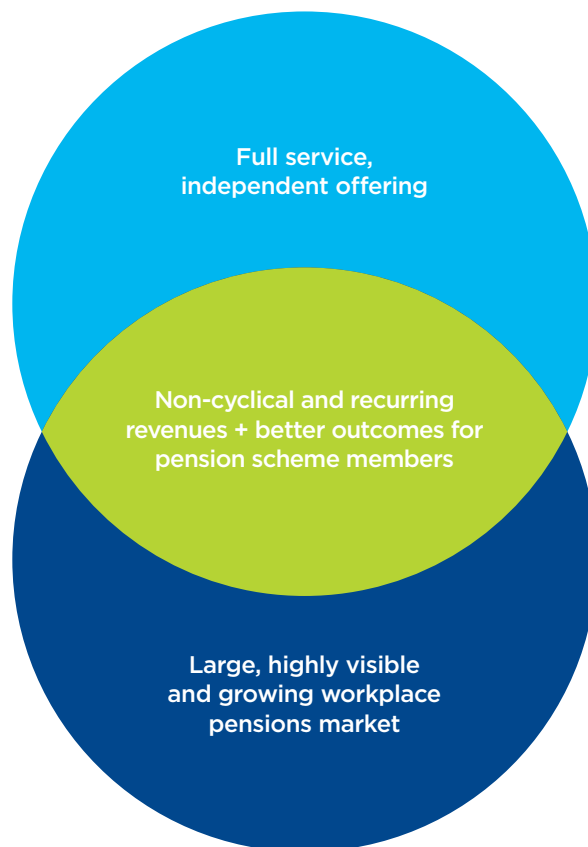 Full service,
independent offering
Non-cyclical and recurring
revenues + better outcomes for
pension scheme members
Large, highly visible
and growing workplace
pensions market